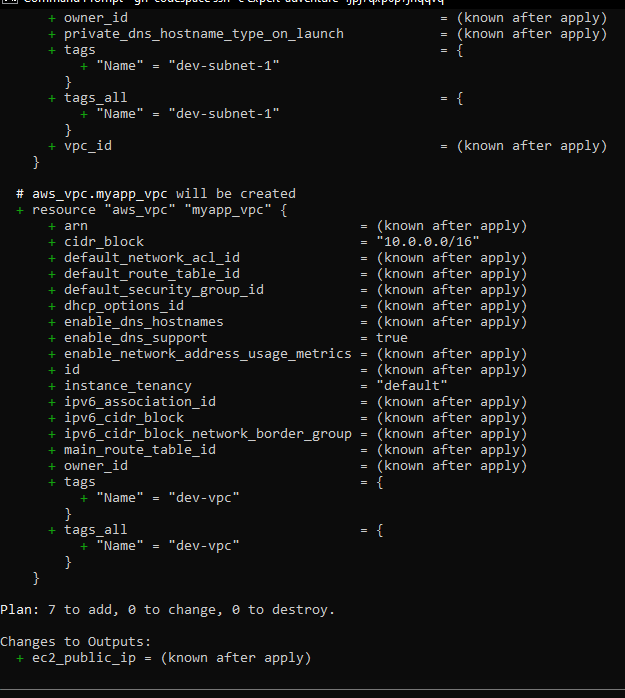 + owner_id = (known after apply)
+ private_dns_hostname_type_on_launch = (known after apply)
+ tags = {
+ "Name" = "dev-subnet-1"
}
+ tags_all = {
+ "Name" = "dev-subnet-1"
}
+ vpc_id = (known after apply)
}
# aws_vpc.myapp_vpc will be created
+ resource "aws_vpc" "myapp_vpc" {
+ arn = (known after apply)
+ cidr_block = "10.0.0.0/16"
+ default_network_acl_id = (known after apply)
+ default_route_table_id = (known after apply)
+ default_security_group_id = (known after apply)
+ dhcp_options_id = (known after apply)
+ enable_dns_hostnames = (known after apply)
+ enable_dns_support = true
+ enable_network_address_usage_metrics = (known after apply)
+ id = (known after apply)
+ instance_tenancy = "default"
+ ipv6_association_id = (known after apply)
+ ipv6_cidr_block = (known after apply)
+ ipv6_cidr_block_network_border_group = (known after apply)
+ main_route_table_id = (known after apply)
+ owner_id = (known after apply)
+ tags = {
+ "Name" = "dev-vpc"
}
+ tags_all = {
+ "Name" = "dev-vpc"
}
}
Plan: 7 to add, 0 to change, 0 to destroy.
Changes to Outputs:
+ ec2_public_ip = (known after apply)